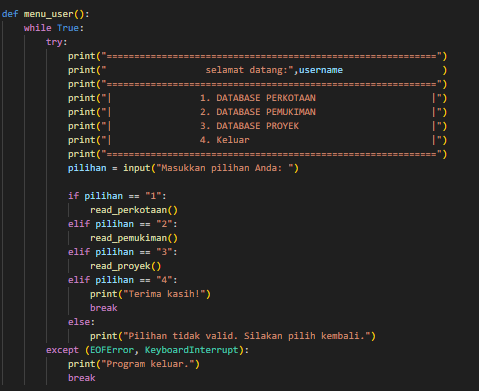 def menu_user():
    while True:
        try:
            print("============================================================")
            print("                  selamat datang:",username                  )
            print("============================================================")
            print("|                1. DATABASE PERKOTAAN                     |")
            print("|                2. DATABASE PEMUKIMAN                     |")
            print("|                3. DATABASE PROYEK                        |")
            print("|                4. Keluar                                 |")
            print("============================================================")
            pilihan = input("Masukkan pilihan Anda: ")

            if pilihan == "1":
                read_perkotaan()
            elif pilihan == "2":
                read_pemukiman()
            elif pilihan == "3":
                read_proyek()
            elif pilihan == "4":
                print("Terima kasih!")
                break
            else:
                print("Pilihan tidak valid. Silakan pilih kembali.")
        except (EOFError, KeyboardInterrupt):
            print("Program keluar.")
            break